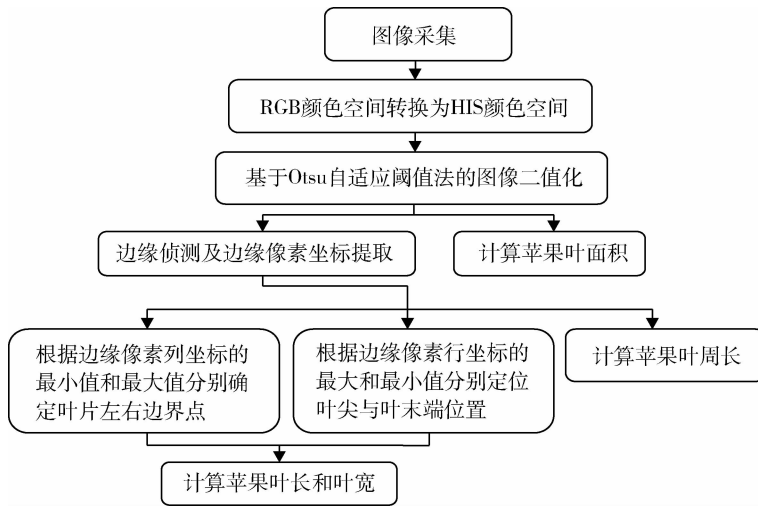 图像采集
RGB颜色空间转换为HIS颜色空间
基于Otsu自适应阈值法的图像二值化
边缘侦测及边缘像素坐标提取
计算苹果叶面积
根据边缘像素列坐标的
最小值和最大值分别确
定叶片左右边界点
根据边缘像素行坐标的
最大和最小值分别定位
叶尖与叶末端位置
计算苹果叶周长
计算苹果叶长和叶宽